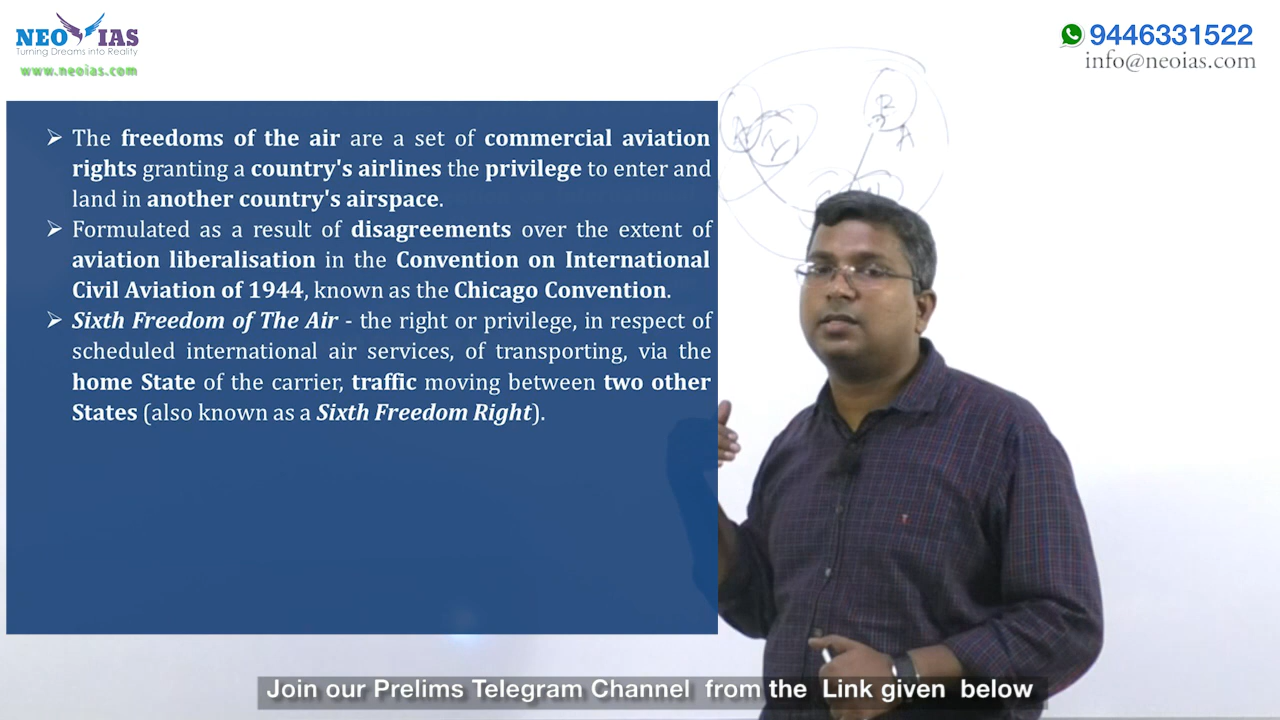 NEO IAS
Turning Dreams into Reality
www.neoias.com
9446331522
info@neoias.com
➢ The freedoms of the air are a set of commercial aviation
rights granting a country's airlines the privilege to enter and
land in another country's airspace.
➢ Formulated as a result of disagreements over the extent of
aviation liberalisation in the Convention on International
Civil Aviation of 1944, known as the Chicago Convention.
➢ Sixth Freedom of The Air - the right or privilege, in respect of
scheduled international air services, of transporting, via the
home State of the carrier, traffic moving between two other
States (also known as a Sixth Freedom Right).
Join our Prelims Telegram Channel from the Link given below